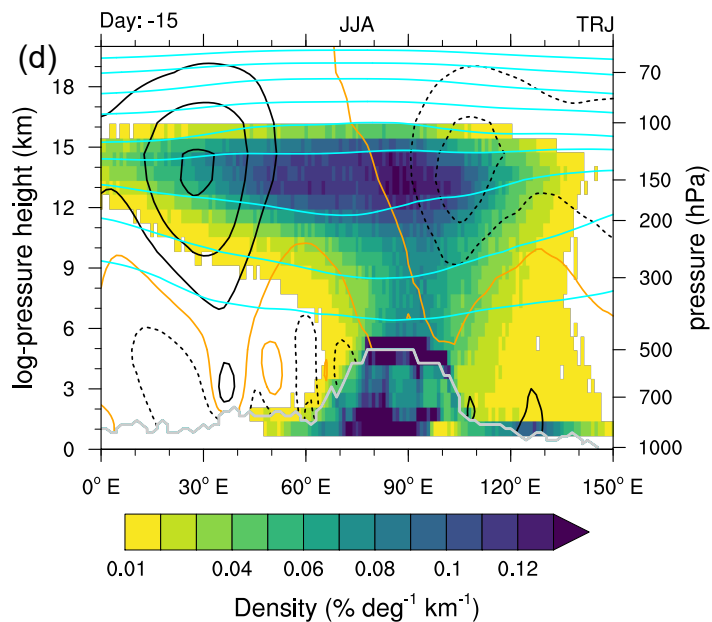 Day: -15 JJA TRJ
(d)
18
15
12
9
6
3
0
log-pressure height (km)
70
100
150
200
300
500
700
1000
pressure (hPa)
0° E 30° E 60° E 90° E 120° E 150° E
0.01 0.04 0.06 0.08 0.1 0.12
Density (% deg⁻¹ km⁻¹)